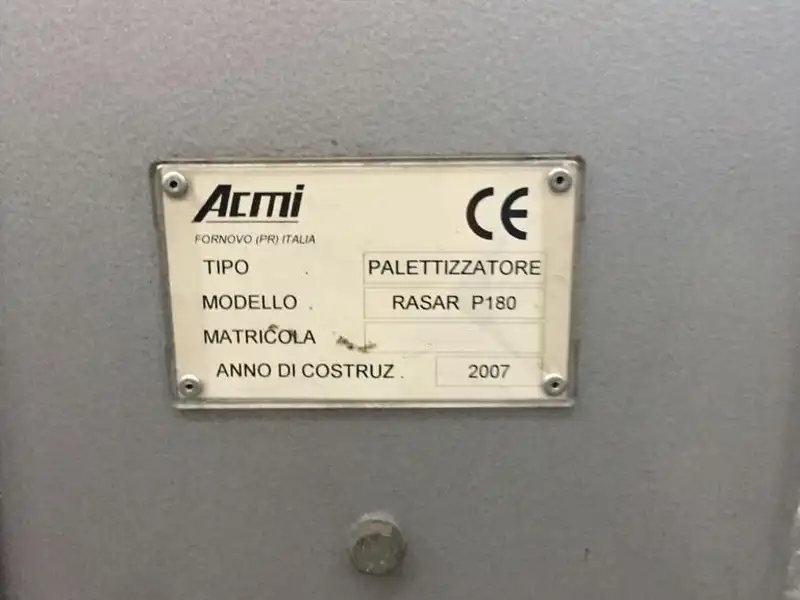 Acmi
CE
FORNOVO (PR) ITALIA
TIPO . PALETTIZZATORE
MODELLO . RASAR P180
MATRICOLA
ANNO DI COSTRUZ . 2007